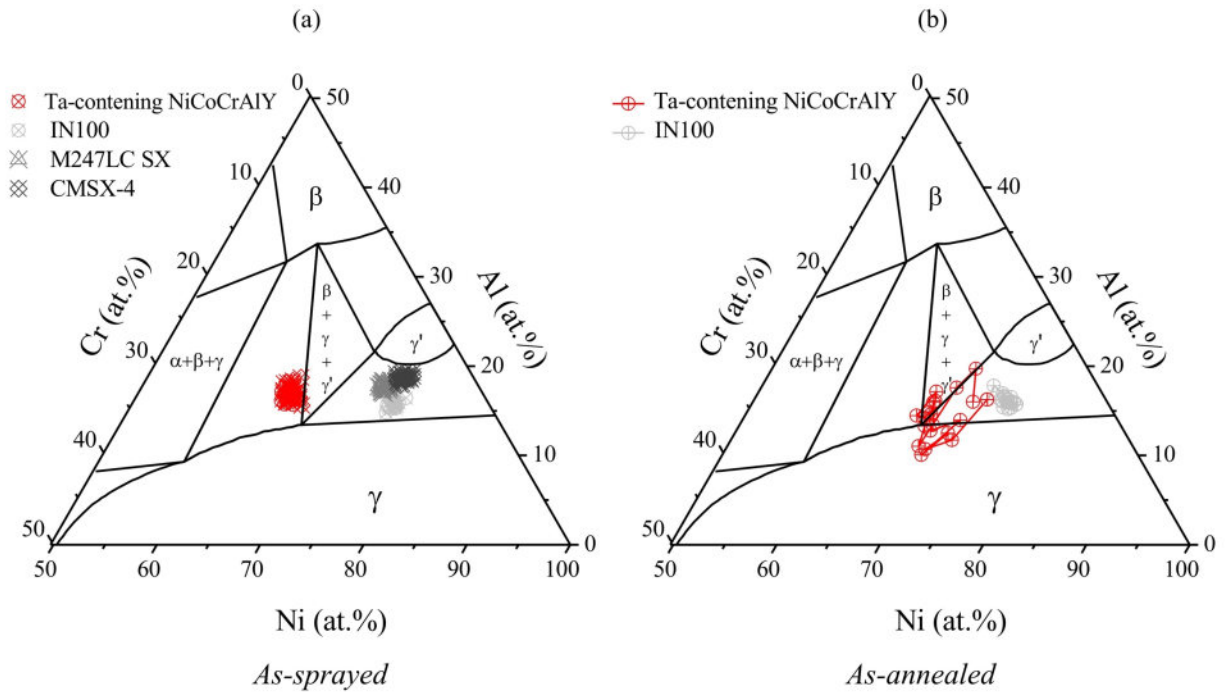 (a)
Ta-contening NiCoCrAlY
IN100
M247LC SX
CMSX-4
0
50
10
40
β
20
30
Cr (at.%)
Al (at.%)
30
20
α+β+γ
β
+
γ
+
γ'
γ'
40
10
γ
50
0
50
60
70
80
90
100
Ni (at.%)
As-sprayed
(b)
Ta-contening NiCoCrAlY
IN100
0
50
10
40
β
20
30
Cr (at.%)
Al (at.%)
30
20
α+β+γ
β
+
γ
+
γ'
γ'
40
10
γ
50
0
50
60
70
80
90
100
Ni (at.%)
As-annealed